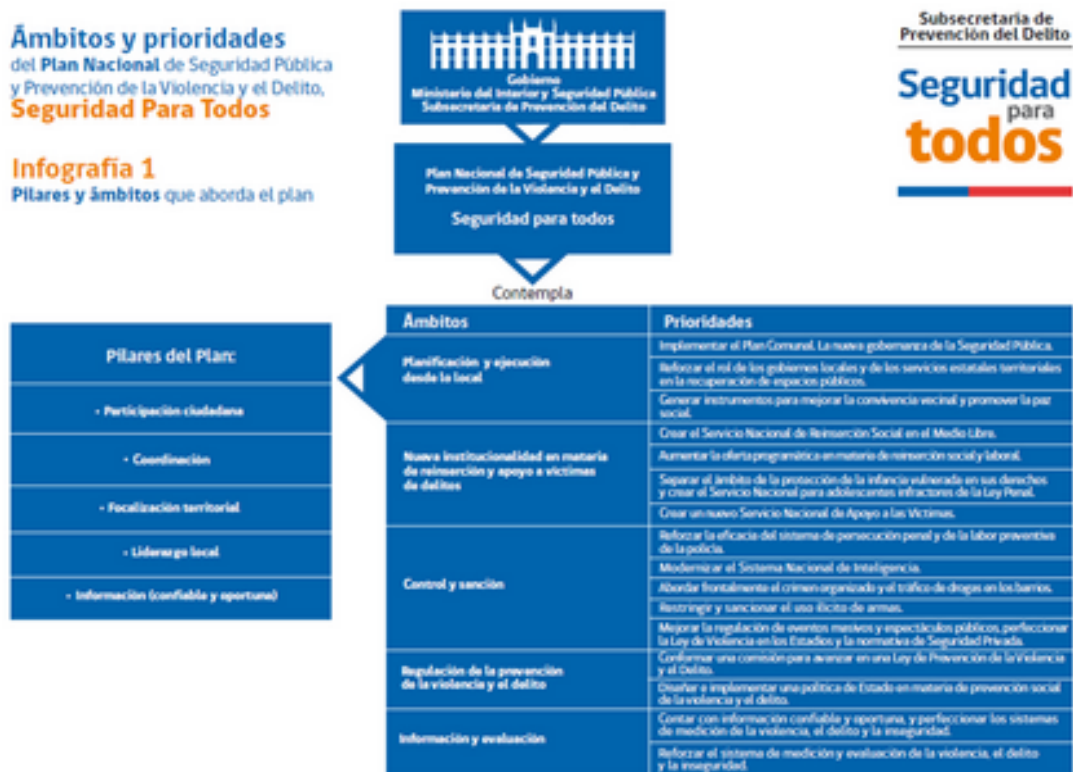 Ámbitos y prioridades
del Plan Nacional de Seguridad Pública
y Prevención de la Violencia y el Delito,
Seguridad Para Todos
Infografía 1
Pilares y ámbitos que aborda el plan
Gobierno
Ministerio del Interior y Seguridad Pública
Subsecretaría de Prevención del Delito
Subsecretaría de
Prevención del Delito
Seguridad
para
todos
Plan Nacional de Seguridad Pública y
Prevención de la Violencia y el Delito
Seguridad para todos
Contempla
Pilares del Plan:
- Participación ciudadana
- Coordinación
- Focalización territorial
- Liderazgo local
- Información (confiable y oportuna)
Ámbitos
Prioridades
Planificación y ejecución
desde lo local
Implementar el Plan Comunal. La nueva gobernanza de la Seguridad Pública.
Reforzar el rol de los gobiernos locales y de los servicios estatales territoriales
en la recuperación de espacios públicos.
Generar instrumentos para mejorar la convivencia vecinal y promover la paz
social.
Nueva institucionalidad en materia
de reinserción y apoyo a víctimas
de delitos
Crear el Servicio Nacional de Reinserción Social en el Medio Libre.
Aumentar la oferta programática en materia de reinserción social y laboral.
Separar el ámbito de la protección de la infancia vulnerada en sus derechos
y crear el Servicio Nacional para adolescentes infractores de la Ley Penal.
Crear un nuevo Servicio Nacional de Apoyo a las Víctimas.
Control y sanción
Reforzar la eficacia del sistema de persecución penal y de la labor preventiva
de la policía.
Modernizar el Sistema Nacional de Inteligencia.
Abordar frontalmente el crimen organizado y el tráfico de drogas en los barrios.
Restringir y sancionar el uso ilícito de armas.
Mejorar la regulación de eventos masivos y espectáculos públicos, perfeccionar
la Ley de Violencia en los Estadios y la normativa de Seguridad Privada.
Regulación de la prevención
de la violencia y el delito
Conformar una comisión para avanzar en una Ley de Prevención de la Violencia
y el Delito.
Diseñar e implementar una política de Estado en materia de prevención social
de la violencia y el delito.
Información y evaluación
Contar con información confiable y oportuna, y perfeccionar los sistemas
de medición de la violencia, el delito y la inseguridad.
Reforzar el sistema de medición y evaluación de la violencia, el delito
y la inseguridad.